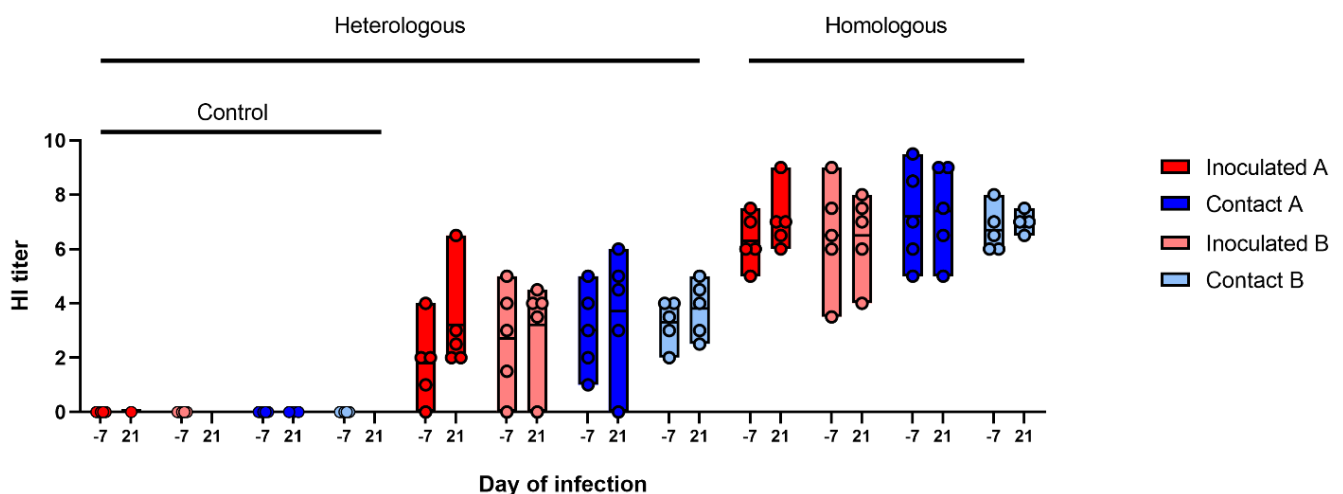 Heterologous Homologous
Control
HI titer
10
8
6
4
2
0
-7 21 -7 21 -7 21 -7 21 -7 21 -7 21 -7 21 -7 21 -7 21 -7 21 -7 21 -7 21
Day of infection
Inoculated A
Contact A
Inoculated B
Contact B